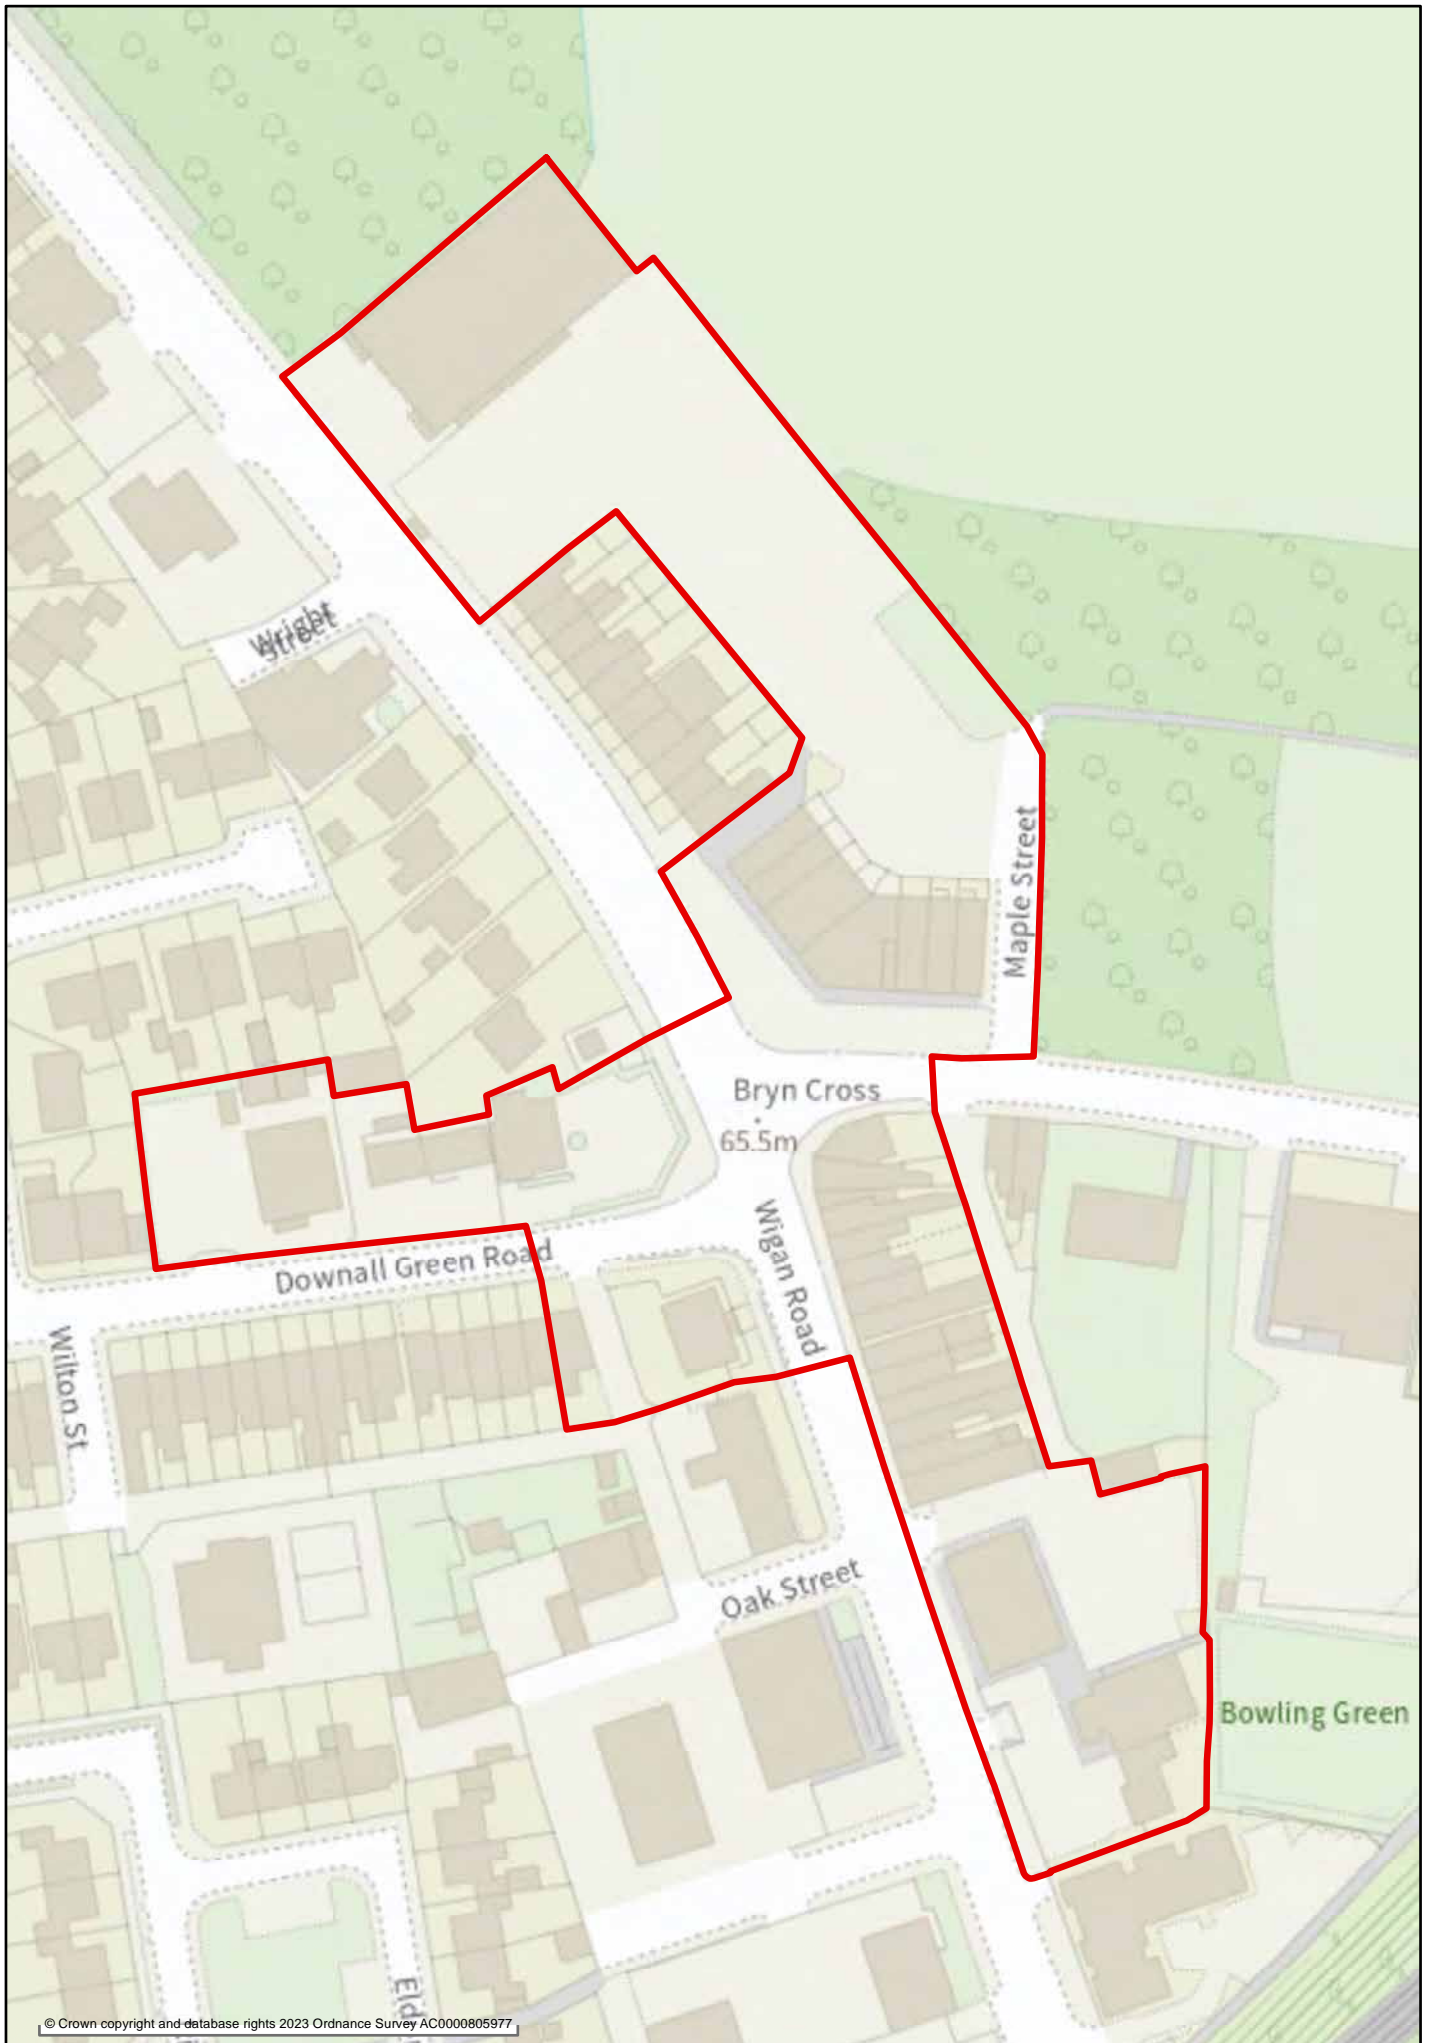 Wright
Street
Maple Street
Bryn Cross
65.5m
Wigan Road
Downall Green Road
Wilton St
Oak Street
Bowling Green
Eld
© Crown copyright and database rights 2023 Ordnance Survey AC0000805977